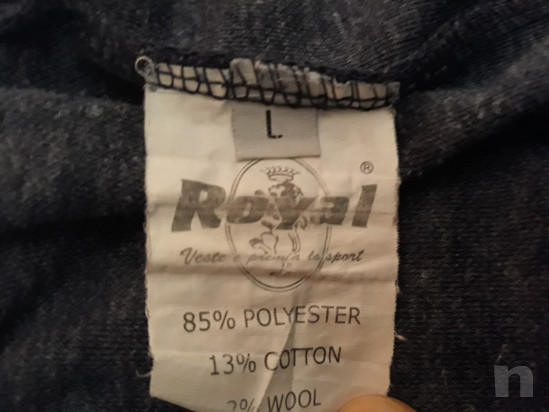 L
Royal®
Veste e premia lo sport
85% POLYESTER
13% COTTON
2% WOOL
n